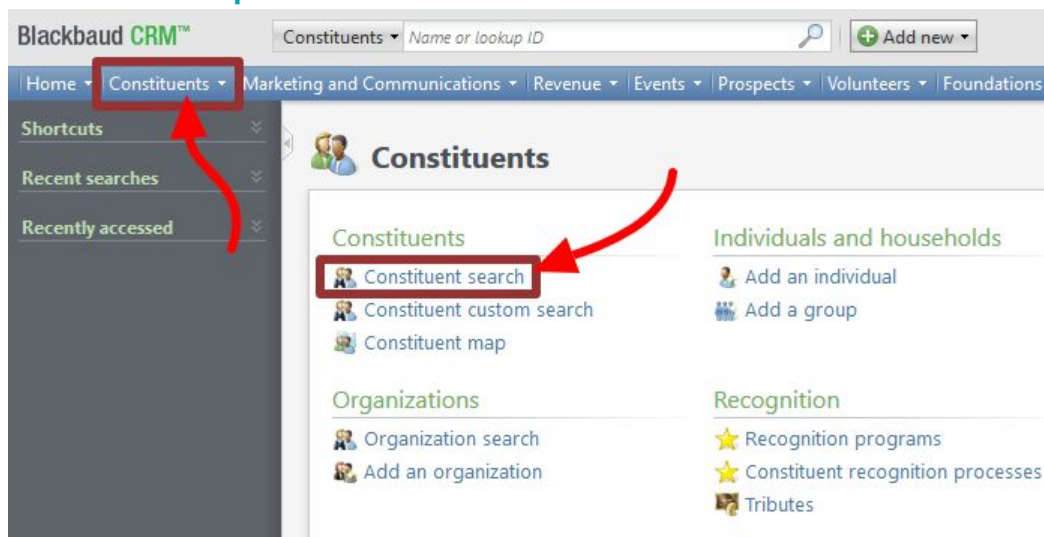 Blackbaud CRM™
Constituents
Name or lookup ID
Add new
Home Constituents Marketing and Communications Revenue Events Prospects Volunteers Foundations
Shortcuts
Recent searches
Recently accessed
Constituents
Constituents
Constituent search
Constituent custom search
Constituent map
Individuals and households
Add an individual
Add a group
Organizations
Organization search
Add an organization
Recognition
Recognition programs
Constituent recognition processes
Tributes